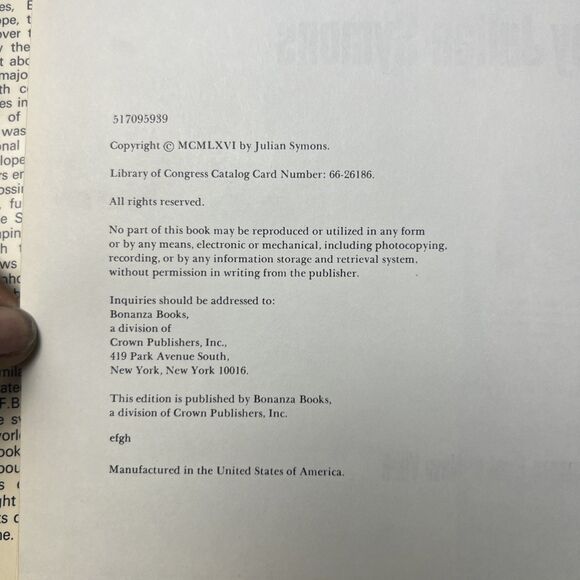 517095939
Copyright © MCMLXVI by Julian Symons.
Library of Congress Catalog Card Number: 66-26186.
All rights reserved.
No part of this book may be reproduced or utilized in any form
or by any means, electronic or mechanical, including photocopying,
recording, or by any information storage and retrieval system,
without permission in writing from the publisher.
Inquiries should be addressed to:
Bonanza Books,
a division of
Crown Publishers, Inc.,
419 Park Avenue South,
New York, New York 10016.
This edition is published by Bonanza Books,
a division of Crown Publishers, Inc.
efgh
Manufactured in the United States of America.